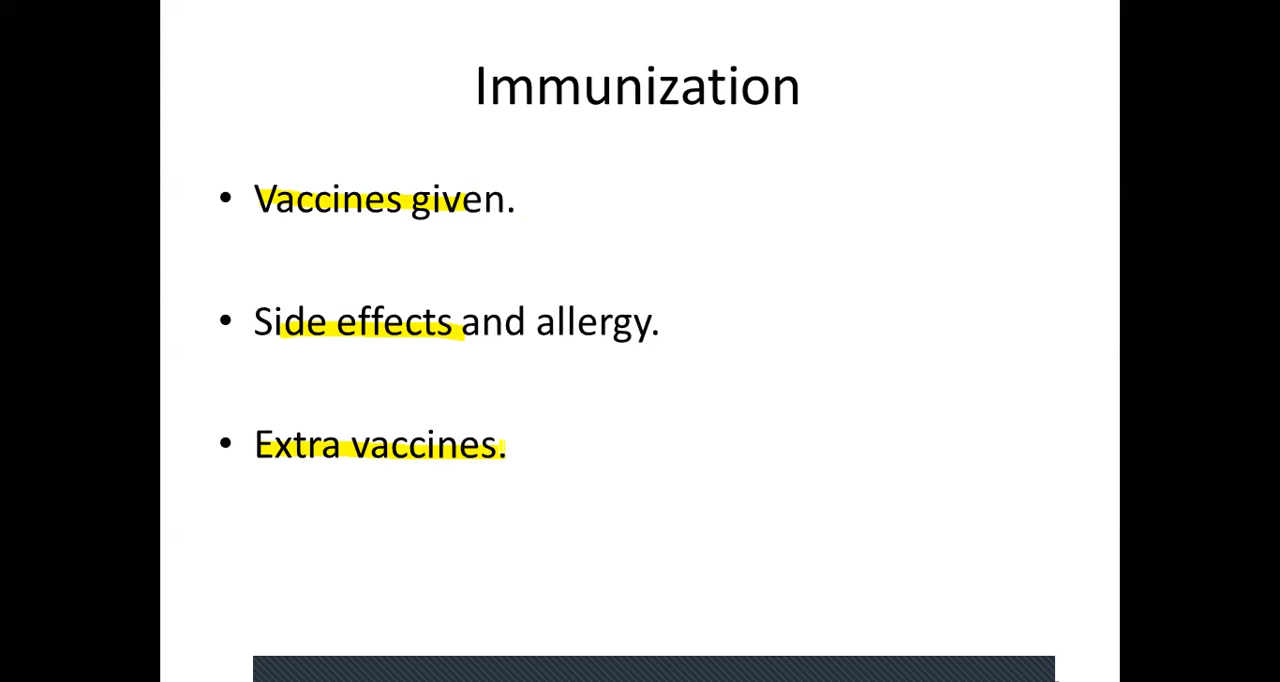 Immunization
• Vaccines given.
• Side effects and allergy.
• Extra vaccines.